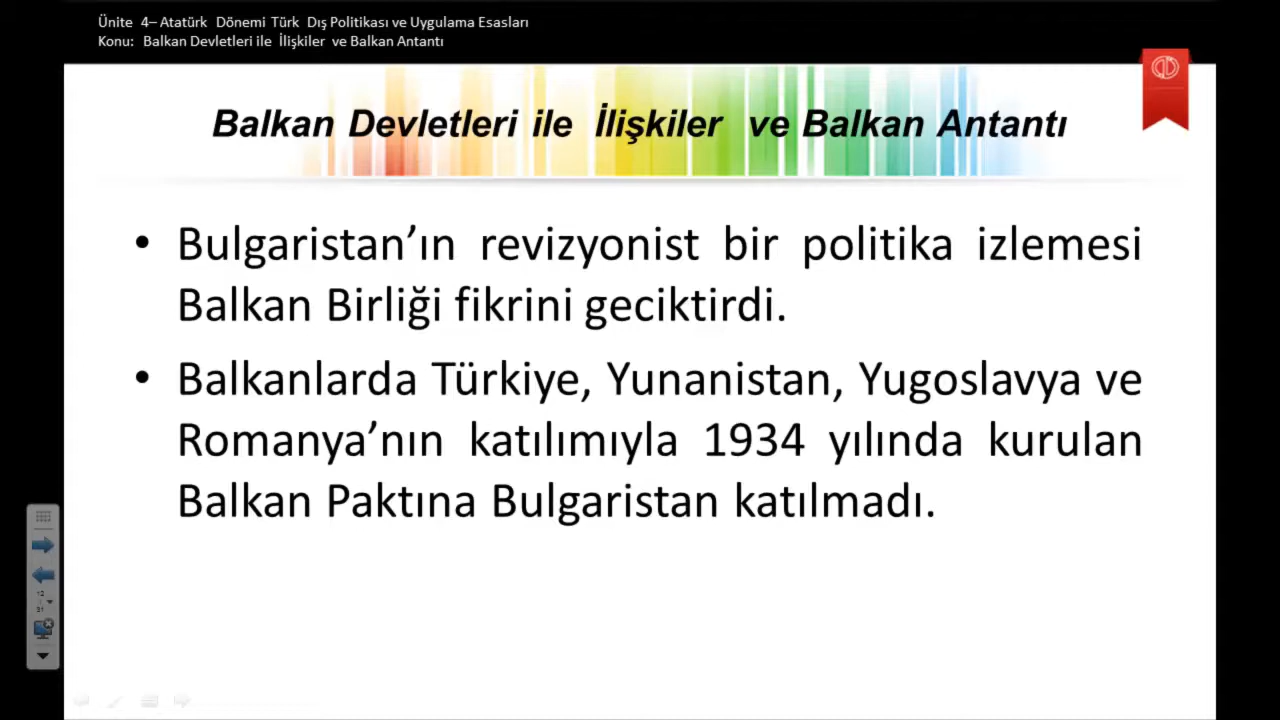 Ünite 4– Atatürk Dönemi Türk Dış Politikası ve Uygulama Esasları
Konu: Balkan Devletleri ile İlişkiler ve Balkan Antantı
Balkan Devletleri ile İlişkiler ve Balkan Antantı
• Bulgaristan’ın revizyonist bir politika izlemesi
Balkan Birliği fikrini geciktirdi.
• Balkanlarda Türkiye, Yunanistan, Yugoslavya ve
Romanya’nın katılımıyla 1934 yılında kurulan
Balkan Paktına Bulgaristan katılmadı.
12
31